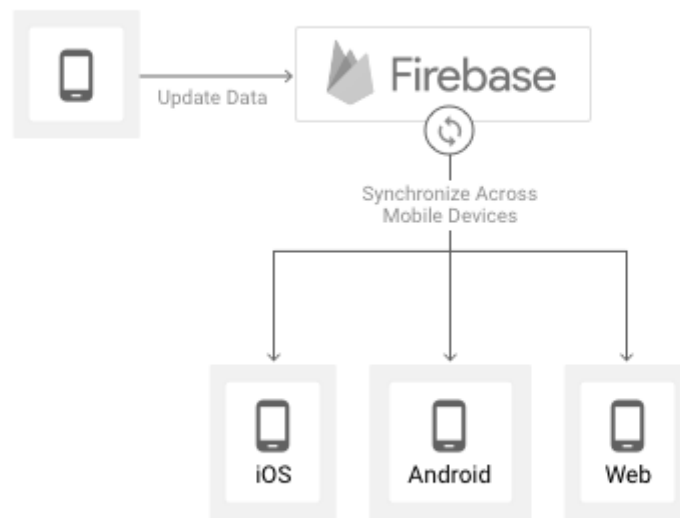 Firebase
Update Data
Synchronize Across
Mobile Devices
iOS
Android
Web